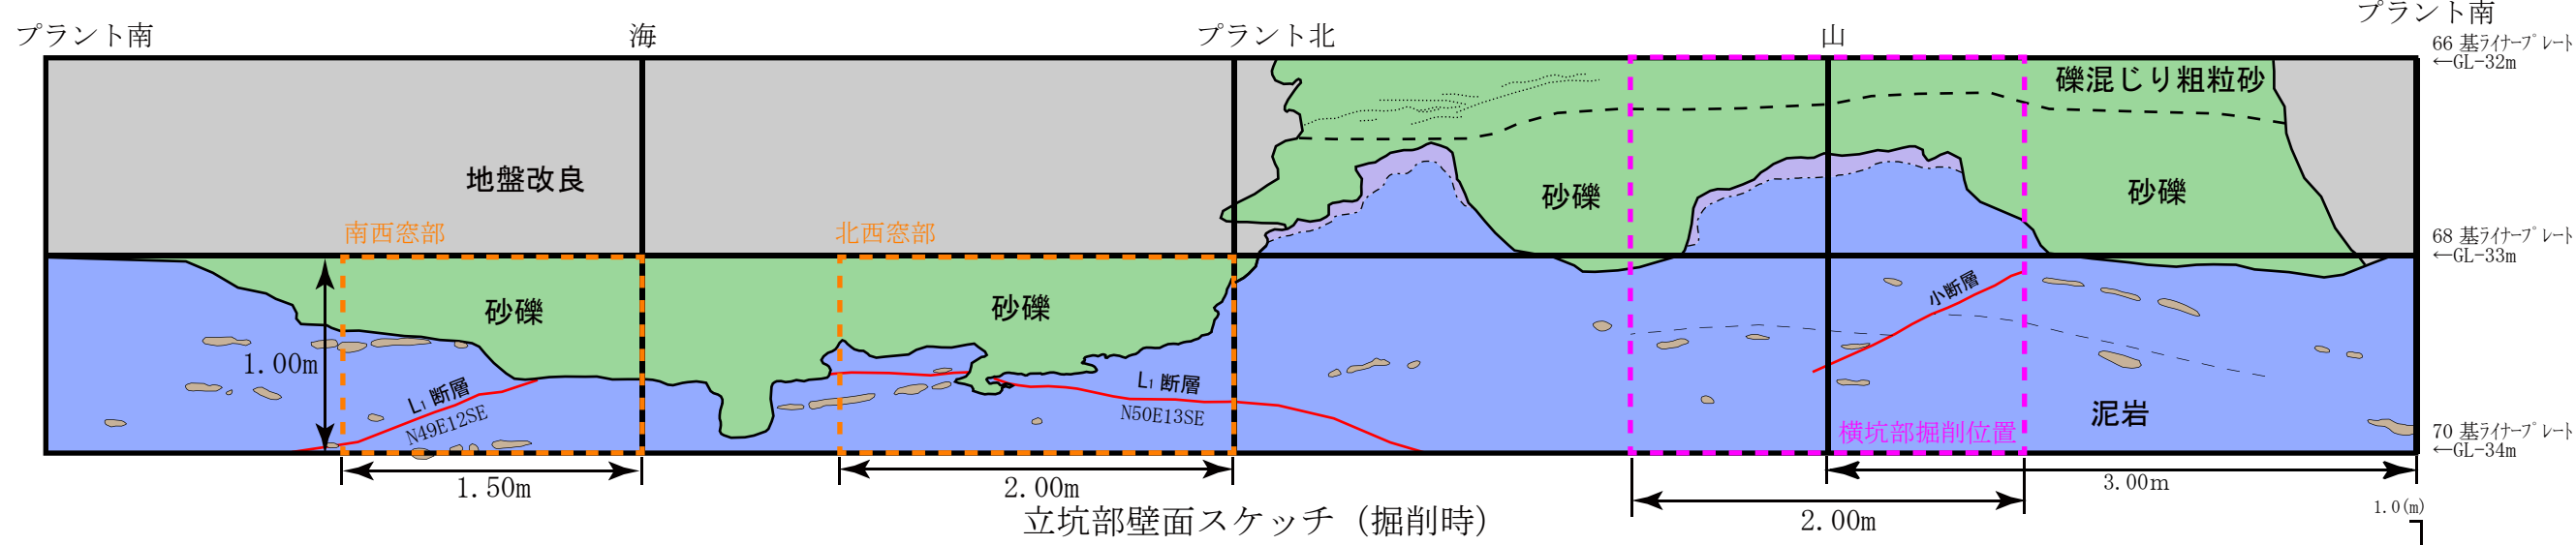 プラント南
海
プラント北
山
プラント南
66 基ﾗｲﾅｰﾌﾟﾚｰﾄ
←GL-32m
礫混じり粗粒砂
地盤改良
砂礫
砂礫
南西窓部
北西窓部
68 基ﾗｲﾅｰﾌﾟﾚｰﾄ
←GL-33m
砂礫
砂礫
小断層
1.00m
L1 断層
N49E12SE
L1 断層
N50E13SE
泥岩
横坑部掘削位置
70 基ﾗｲﾅｰﾌﾟﾚｰﾄ
←GL-34m
1.50m
2.00m
3.00m
2.00m
1.0(m)
立坑部壁面スケッチ（掘削時）